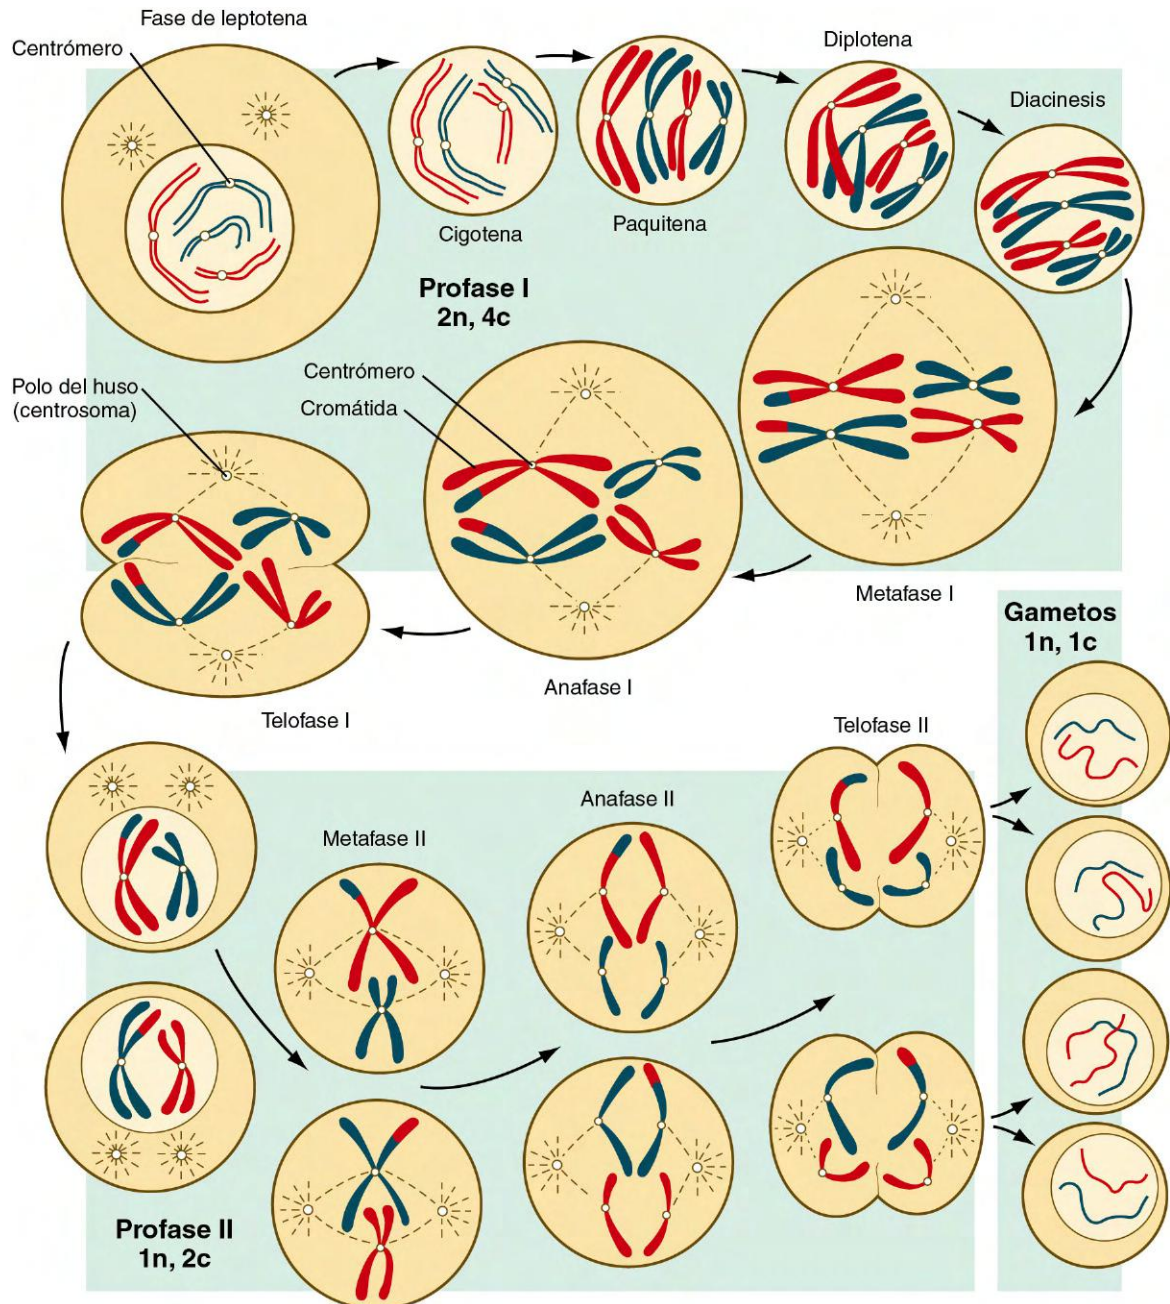 Fase de leptotena
Centrómero
Diplotena
Diacinesis
Cigotena
Paquitena
Profase I
2n, 4c
Polo del huso
(centrosoma)
Centrómero
Cromátida
Metafase I
Anafase I
Telofase I
Gametos
1n, 1c
Telofase II
Anafase II
Metafase II
Profase II
1n, 2c